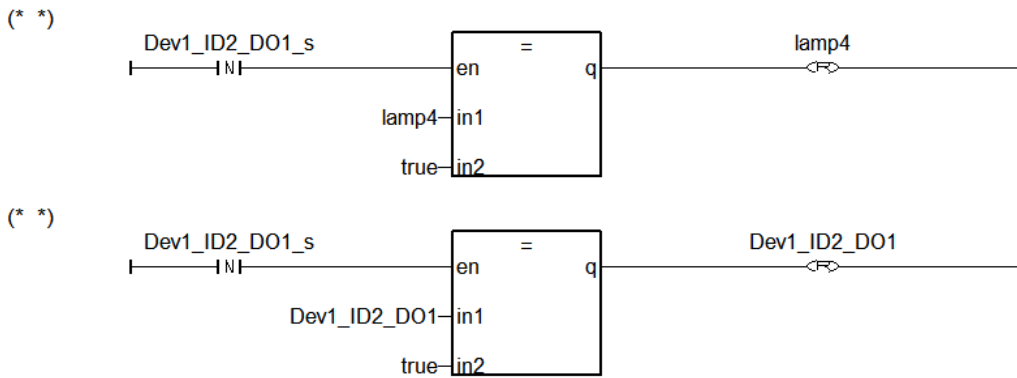 (* *)
Dev1_ID2_DO1_s
=
lamp4
N
en
q
R
lamp4
in1
true
in2
(* *)
Dev1_ID2_DO1_s
=
Dev1_ID2_DO1
N
en
q
R
Dev1_ID2_DO1
in1
true
in2